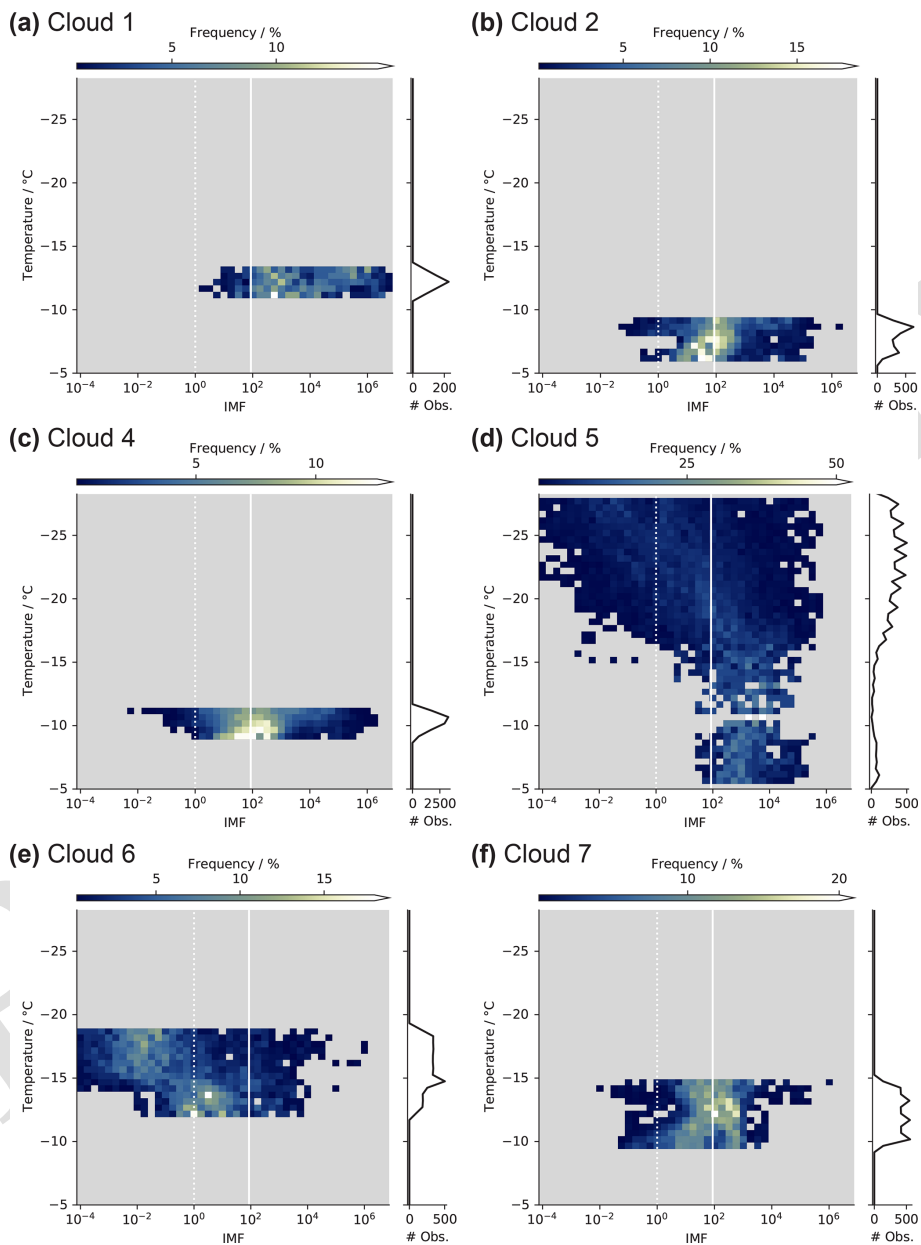 (a) Cloud 1
Frequency / %
5 10
−25
−20
−15
−10
−5
Temperature / °C
10⁻⁴ 10⁻² 10⁰ 10² 10⁴ 10⁶
IMF
0 200
# Obs.
(b) Cloud 2
Frequency / %
5 10 15
−25
−20
−15
−10
−5
Temperature / °C
10⁻⁴ 10⁻² 10⁰ 10² 10⁴ 10⁶
IMF
0 500
# Obs.
(c) Cloud 4
Frequency / %
5 10
−25
−20
−15
−10
−5
Temperature / °C
10⁻⁴ 10⁻² 10⁰ 10² 10⁴ 10⁶
IMF
0 2500
# Obs.
(d) Cloud 5
Frequency / %
25 50
−25
−20
−15
−10
−5
Temperature / °C
10⁻⁴ 10⁻² 10⁰ 10² 10⁴ 10⁶
IMF
0 500
# Obs.
(e) Cloud 6
Frequency / %
5 10 15
−25
−20
−15
−10
−5
Temperature / °C
10⁻⁴ 10⁻² 10⁰ 10² 10⁴ 10⁶
IMF
0 500
# Obs.
(f) Cloud 7
Frequency / %
10 20
−25
−20
−15
−10
−5
Temperature / °C
10⁻⁴ 10⁻² 10⁰ 10² 10⁴ 10⁶
IMF
0 500
# Obs.